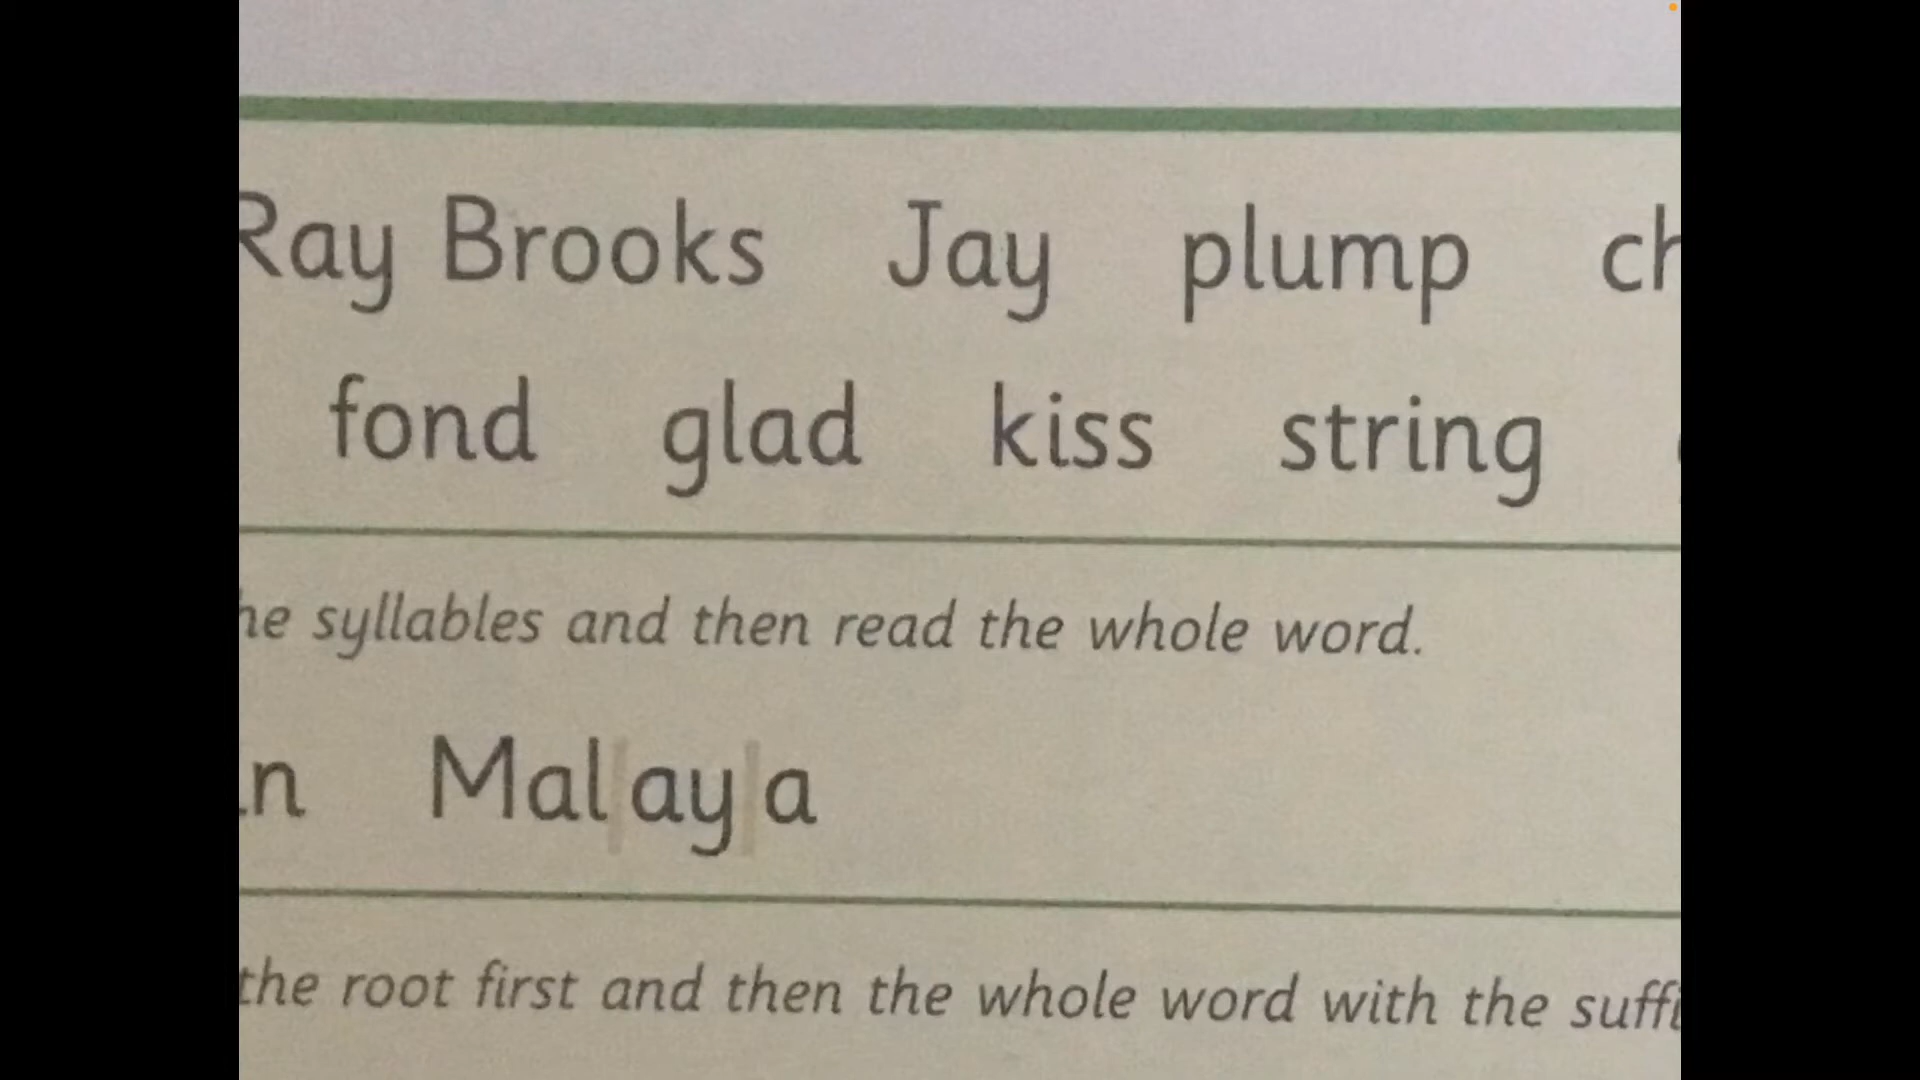 Ray Brooks Jay plump
fond glad kiss string
syllables and then read the whole word.
Mal ay a
the root first and then the whole word with the